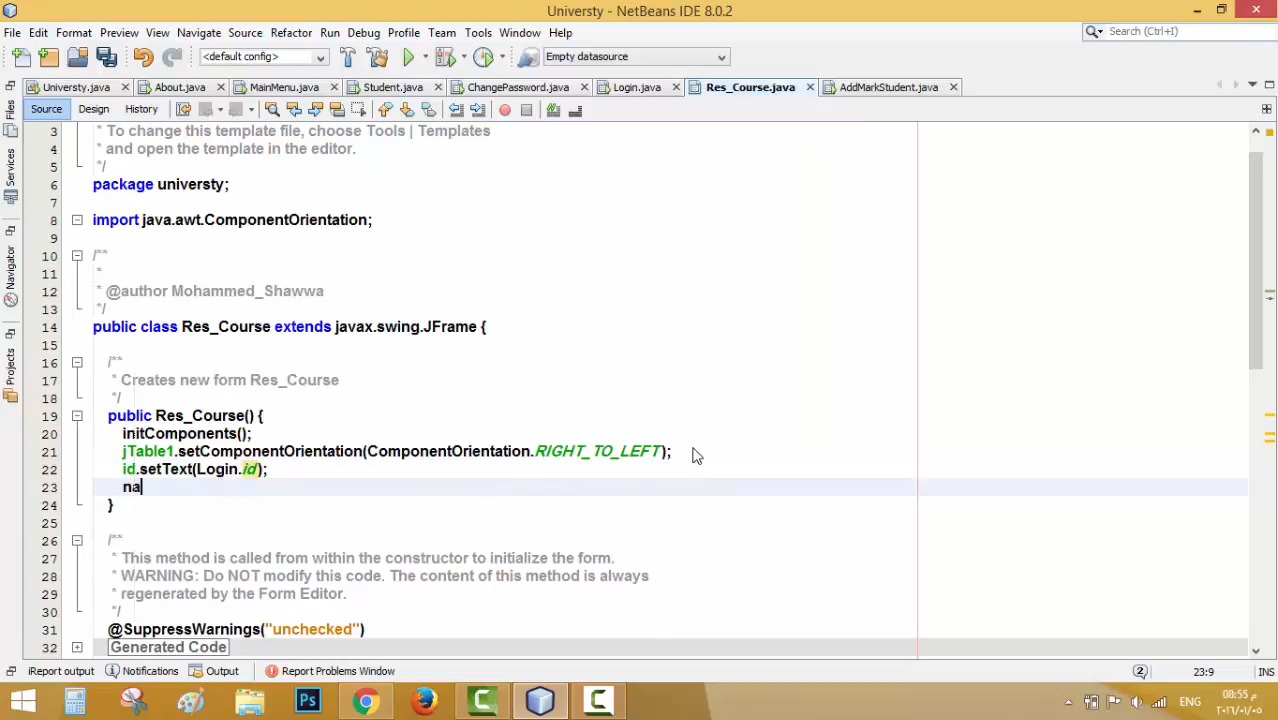 Universty - NetBeans IDE 8.0.2
File Edit Format Preview View Navigate Source Refactor Run Debug Profile Team Tools Window Help
Search (Ctrl+I)
<default config>
Empty datasource
Universty.java
About.java
MainMenu.java
Student.java
ChangePassword.java
Login.java
Res_Course.java
AddMarkStudent.java
Source Design History
Files
Services
Navigator
Projects
3 * To change this template file, choose Tools | Templates
4 * and open the template in the editor.
5 */
6 package universty;
7
8 import java.awt.ComponentOrientation;
9
10 /**
11 *
12 * @author Mohammed_Shawwa
13 */
14 public class Res_Course extends javax.swing.JFrame {
15
16 /**
17 * Creates new form Res_Course
18 */
19 public Res_Course() {
20 initComponents();
21 jTable1.setComponentOrientation(ComponentOrientation.RIGHT_TO_LEFT);
22 id.setText(Login.id);
23 na
24 }
25
26 /**
27 * This method is called from within the constructor to initialize the form.
28 * WARNING: Do NOT modify this code. The content of this method is always
29 * regenerated by the Form Editor.
30 */
31 @SuppressWarnings("unchecked")
32 Generated Code
iReport output Notifications Output Report Problems Window
2
23:9
INS
Ps
ENG
08:55 م
٢٠١٦/٠١/٠٥